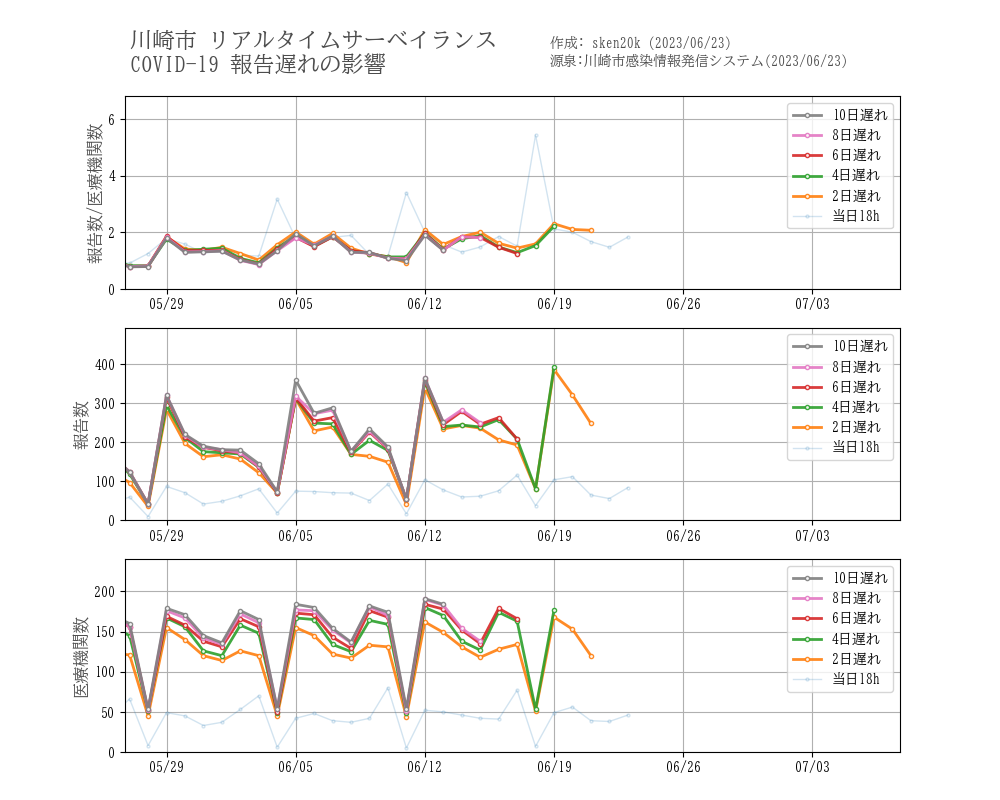 川崎市 リアルタイムサーベイランス
COVID-19 報告遅れの影響
作成: sken20k (2023/06/23)
源泉:川崎市感染情報発信システム(2023/06/23)
報告数/医療機関数
6
4
2
0
10日遅れ
8日遅れ
6日遅れ
4日遅れ
2日遅れ
当日18h
05/29 06/05 06/12 06/19 06/26 07/03
報告数
400
300
200
100
0
10日遅れ
8日遅れ
6日遅れ
4日遅れ
2日遅れ
当日18h
05/29 06/05 06/12 06/19 06/26 07/03
医療機関数
200
150
100
50
0
10日遅れ
8日遅れ
6日遅れ
4日遅れ
2日遅れ
当日18h
05/29 06/05 06/12 06/19 06/26 07/03